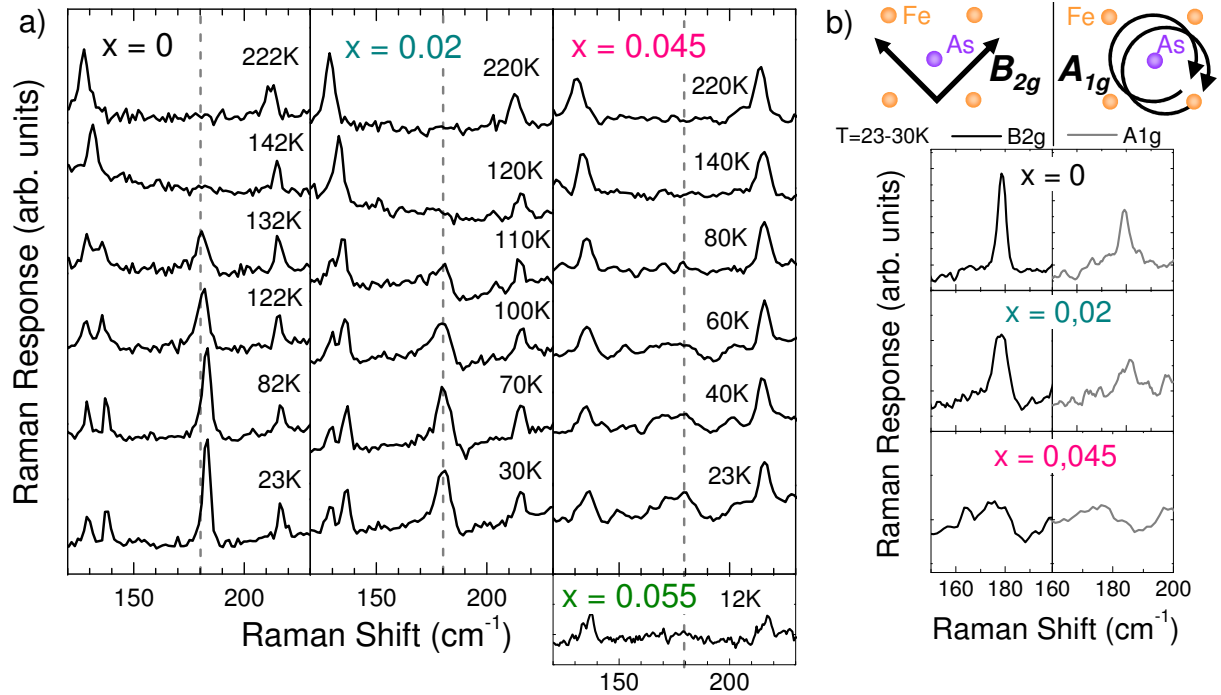 a)
x = 0
x = 0.02
x = 0.045
222K
142K
132K
122K
82K
23K
220K
120K
110K
100K
70K
30K
220K
140K
80K
60K
40K
23K
x = 0.055
12K
Raman Response (arb. units)
150
200
150
200
150
200
Raman Shift (cm-1)
b)
Fe
As
B2g
Fe
As
A1g
T=23-30K
B2g
A1g
x = 0
x = 0,02
x = 0,045
Raman Response (arb. units)
160
180
160
180
200
Raman Shift (cm-1)